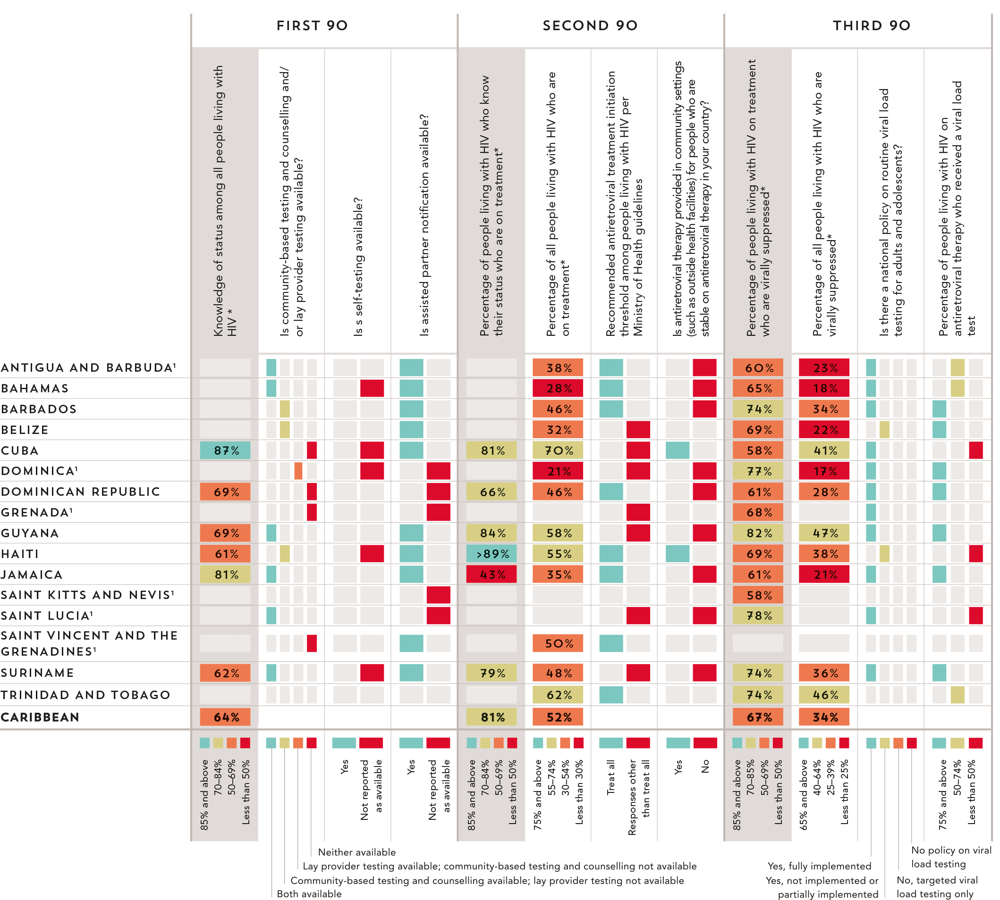 FIRST 90
SECOND 90
THIRD 90
Knowledge of status among all people living with
HIV *
Is community-based testing and counselling and/
or lay provider testing available?
Is s self-testing available?
Is assisted partner notification available?
Percentage of people living with HIV who know
their status who are on treatment*
Percentage of all people living with HIV who are
on treatment*
Recommended antiretroviral treatment initiation
threshold among people living with HIV per
Ministry of Health guidelines
Is antiretroviral therapy provided in community settings
(such as outside health facilities) for people who are
stable on antiretroviral therapy in your country?
Percentage of people living with HIV on treatment
who are virally suppressed*
Percentage of all people living with HIV who are
virally suppressed*
Is there a national policy on routine viral load
testing for adults and adolescents?
Percentage of people living with HIV on
antiretroviral therapy who received a viral load
test
ANTIGUA AND BARBUDA¹ 38% 60% 23%
BAHAMAS 28% 65% 18%
BARBADOS 46% 74% 34%
BELIZE 32% 69% 22%
CUBA 87% 81% 70% 58% 41%
DOMINICA¹ 21% 77% 17%
DOMINICAN REPUBLIC 69% 66% 46% 61% 28%
GRENADA¹ 68%
GUYANA 69% 84% 58% 82% 47%
HAITI 61% >89% 55% 69% 38%
JAMAICA 81% 43% 35% 61% 21%
SAINT KITTS AND NEVIS¹ 58%
SAINT LUCIA¹ 78%
SAINT VINCENT AND THE
GRENADINES¹ 50%
SURINAME 62% 79% 48% 74% 36%
TRINIDAD AND TOBAGO 62% 74% 46%
CARIBBEAN 64% 81% 52% 67% 34%
85% and above
70–84%
50–69%
Less than 50%
Yes
Not reported
as available
Yes
Not reported
as available
85% and above
70–84%
50–69%
Less than 50%
75% and above
55–74%
30–54%
Less than 30%
Treat all
Responses other
than treat all
Yes
No
85% and above
70–85%
50–69%
Less than 50%
65% and above
40–64%
25–39%
Less than 25%
75% and above
50–74%
Less than 50%
Neither available
Lay provider testing available; community-based testing and counselling not available
Community-based testing and counselling available; lay provider testing not available
Both available
No policy on viral
load testing
Yes, fully implemented
Yes, not implemented or
partially implemented
No, targeted viral
load testing only